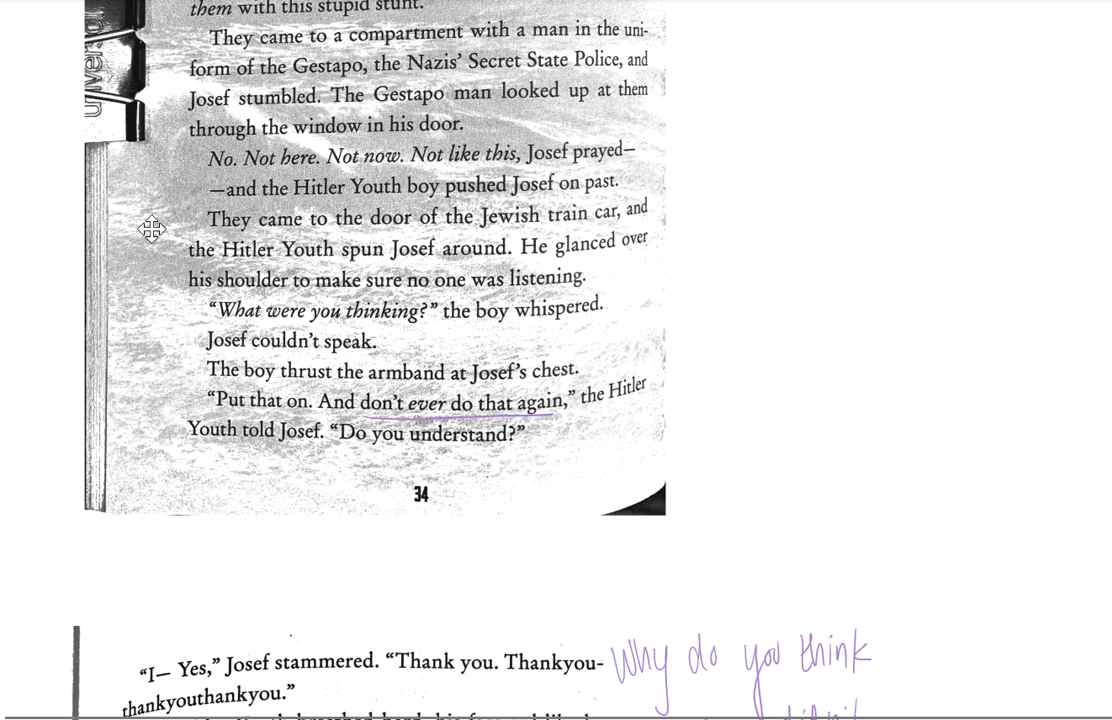 them with this stupid stunt.
They came to a compartment with a man in the uni-
form of the Gestapo, the Nazis' Secret State Police, and
Josef stumbled. The Gestapo man looked up at them
through the window in his door.
No. Not here. Not now. Not like this, Josef prayed—
—and the Hitler Youth boy pushed Josef on past.
They came to the door of the Jewish train car, and
the Hitler Youth spun Josef around. He glanced over
his shoulder to make sure no one was listening.
"What were you thinking?" the boy whispered.
Josef couldn't speak.
The boy thrust the armband at Josef's chest.
"Put that on. And don't ever do that again," the Hitler
Youth told Josef. "Do you understand?"
34
"I— Yes," Josef stammered. "Thank you. Thankyou-
thankyouthankyou."
Why do you think
universal